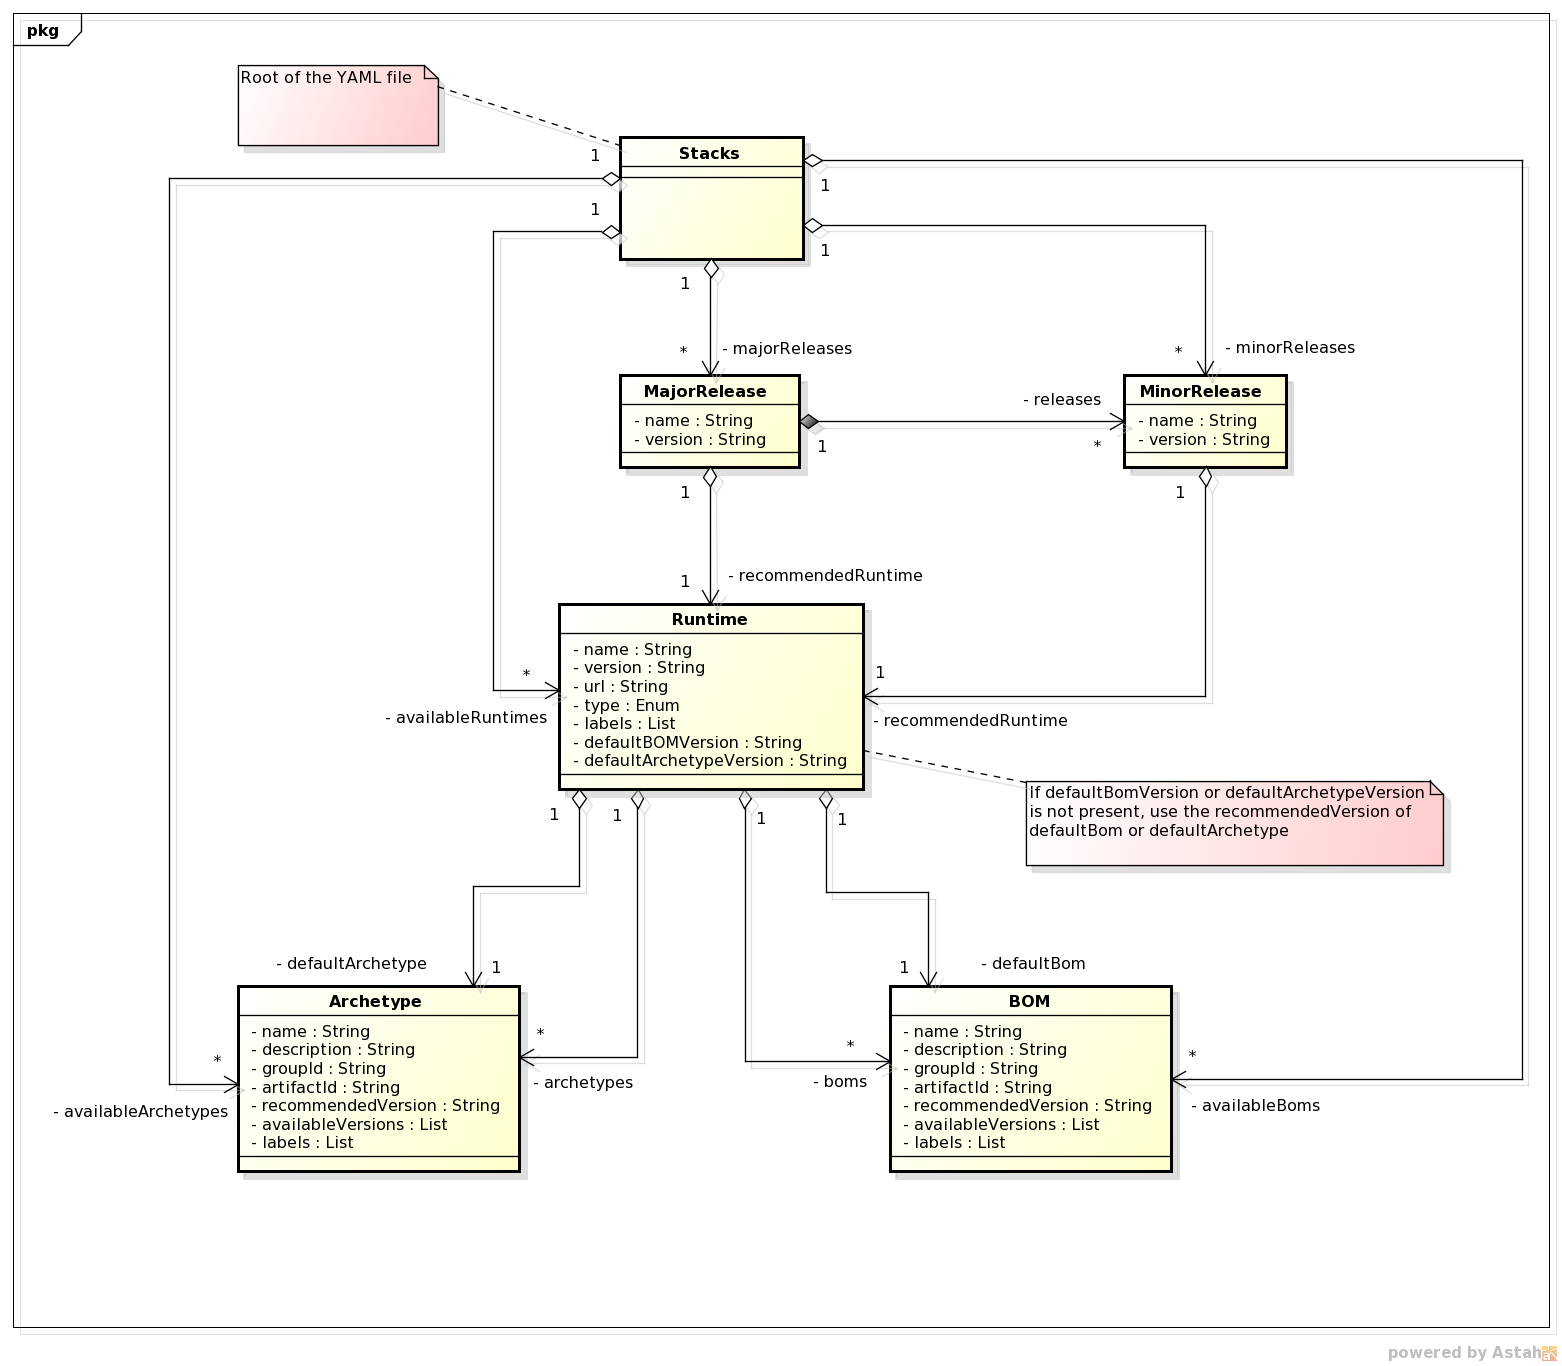 pkg
Root of the YAML file
Stacks
1
1
1
1
1
*
- majorReleases
*
- minorReleases
MajorRelease
- name : String
- version : String
- releases
1
*
MinorRelease
- name : String
- version : String
1
1
1
- recommendedRuntime
Runtime
- name : String
- version : String
- url : String
- type : Enum
- labels : List
- defaultBOMVersion : String
- defaultArchetypeVersion : String
*
- availableRuntimes
1
- recommendedRuntime
If defaultBomVersion or defaultArchetypeVersion
is not present, use the recommendedVersion of
defaultBom or defaultArchetype
1
1
1
1
- defaultArchetype
1
1
- defaultBom
Archetype
- name : String
- description : String
- groupId : String
- artifactId : String
- recommendedVersion : String
- availableVersions : List
- labels : List
*
- availableArchetypes
*
- archetypes
*
- boms
BOM
- name : String
- description : String
- groupId : String
- artifactId : String
- recommendedVersion : String
- availableVersions : List
- labels : List
*
- availableBoms
powered by Astah